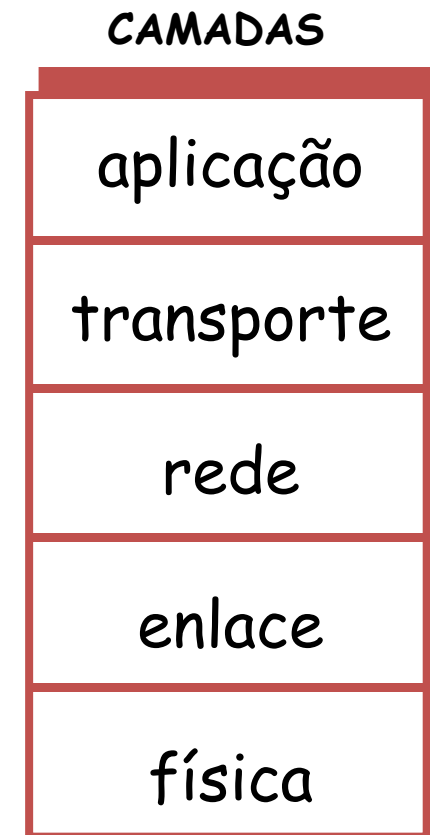 CAMADAS
aplicação
transporte
rede
enlace
física